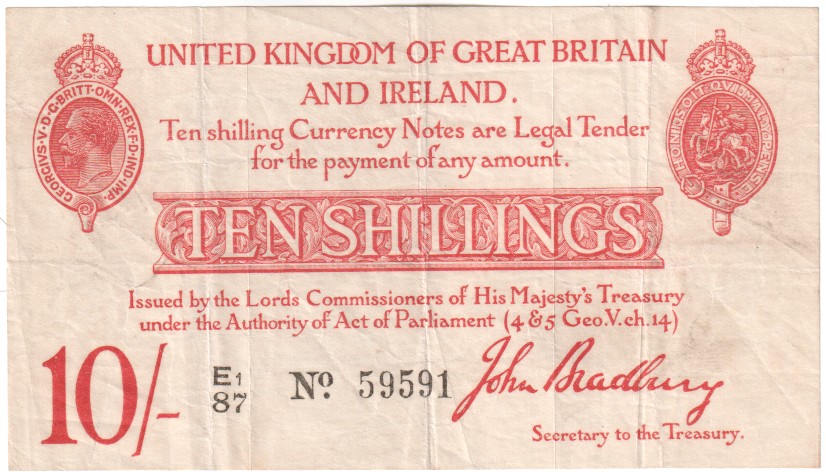 UNITED KINGDOM OF GREAT BRITAIN
AND IRELAND.
Ten shilling Currency Notes are Legal Tender
for the payment of any amount.
GEORGIVS·V·D·G·BRITT·OMN·REX·F·D·IND·IMP·
HONI·SOIT·QVI·MAL·Y·PENSE
TEN SHILLINGS
Issued by the Lords Commissioners of His Majesty's Treasury
under the Authority of Act of Parliament (4 & 5 Geo.V. ch.14)
10/-
E1
87
No 59591
John Bradbury
Secretary to the Treasury.